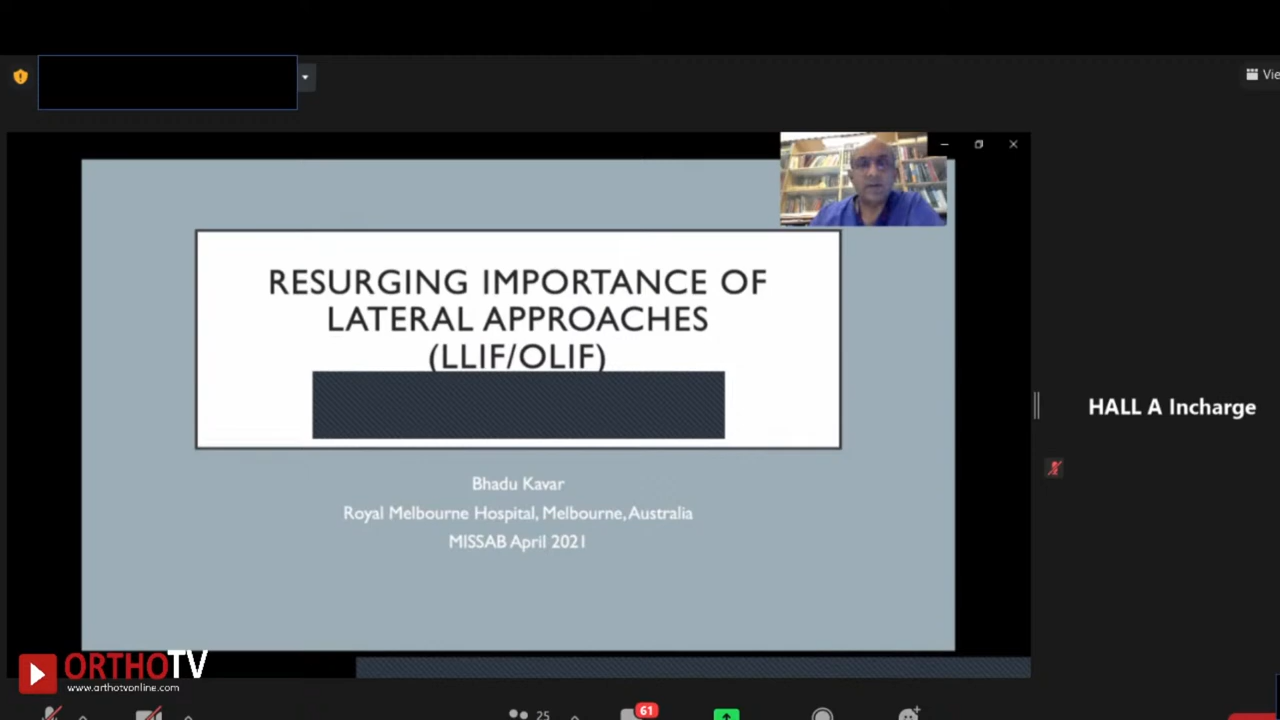 Vie
RESURGING IMPORTANCE OF
LATERAL APPROACHES
(LLIF/OLIF)
HALL A Incharge
Bhadu Kavar
Royal Melbourne Hospital, Melbourne, Australia
MISSAB April 2021
ORTHOTV
www.orthotvonline.com
25
61